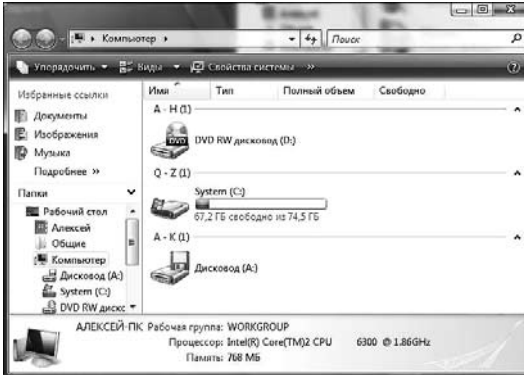 Компьютер
Поиск
Упорядочить Виды Свойства системы »
Избранные ссылки
Документы
Изображения
Музыка
Подробнее »
Папки
Рабочий стол
Алексей
Общие
Компьютер
Дисковод (A:)
System (C:)
DVD RW дискс
Имя Тип Полный объем Свободно
A - H (1)
DVD
DVD RW дисковод (D:)
Q - Z (1)
System (C:)
67,2 ГБ свободно из 74,5 ГБ
А - К (1)
Дисковод (A:)
АЛЕКСЕЙ-ПК Рабочая группа: WORKGROUP
Процессор: Intel(R) Core(TM)2 CPU 6300 @ 1.86GHz
Память: 768 МБ